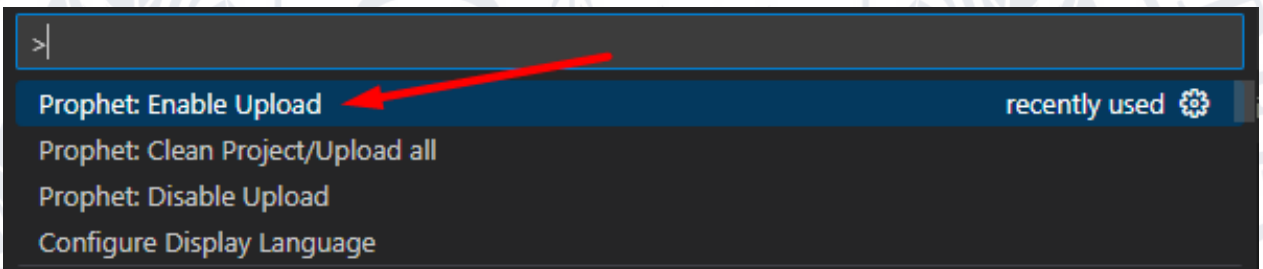 >
Prophet: Enable Upload recently used
Prophet: Clean Project/Upload all
Prophet: Disable Upload
Configure Display Language